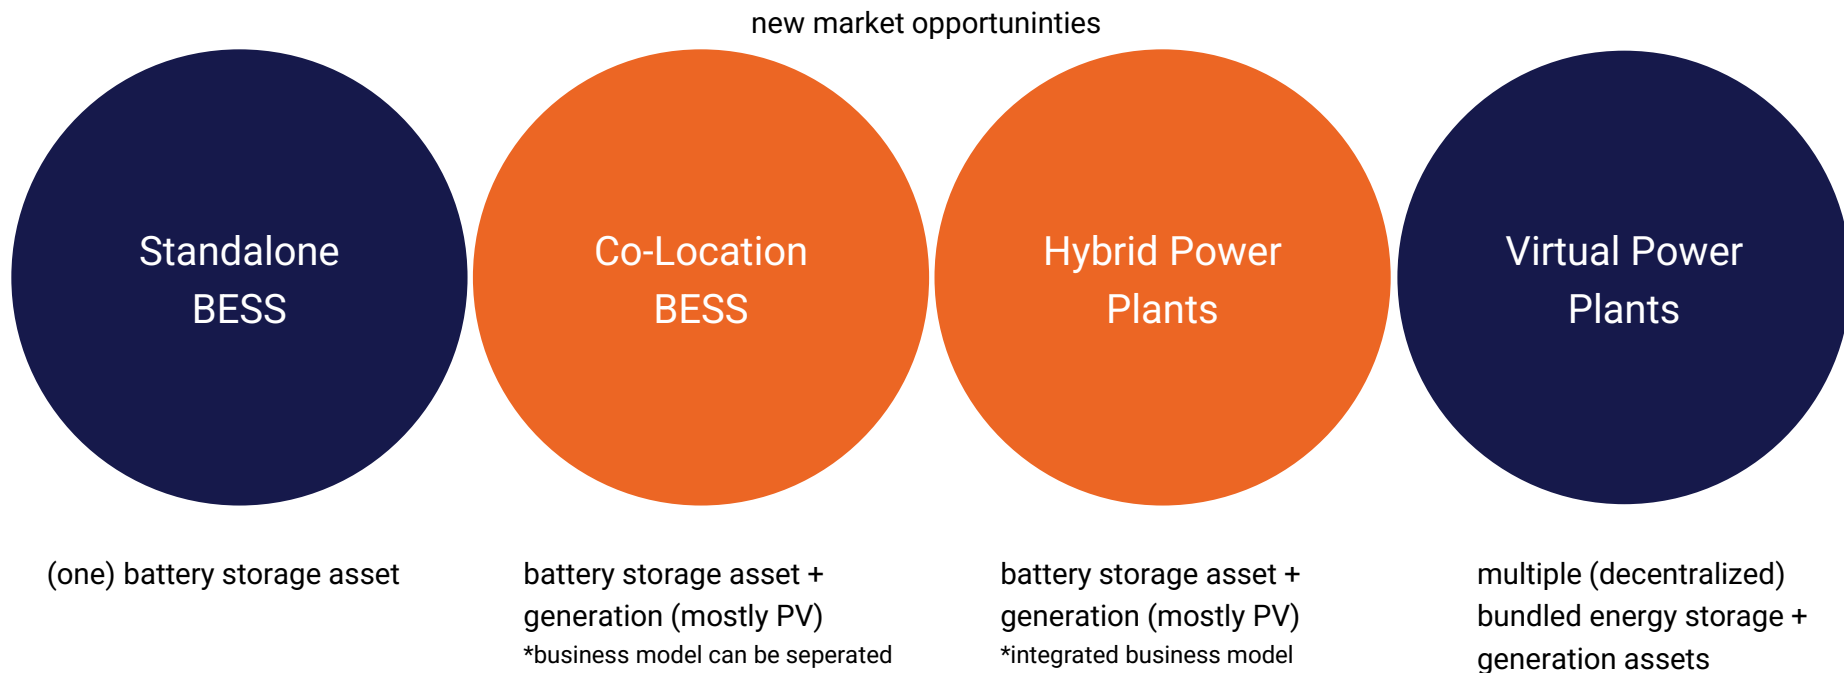 new market opportuninties
Standalone
BESS
Co-Location
BESS
Hybrid Power
Plants
Virtual Power
Plants
(one) battery storage asset
battery storage asset +
generation (mostly PV)
*business model can be seperated
battery storage asset +
generation (mostly PV)
*integrated business model
multiple (decentralized)
bundled energy storage +
generation assets